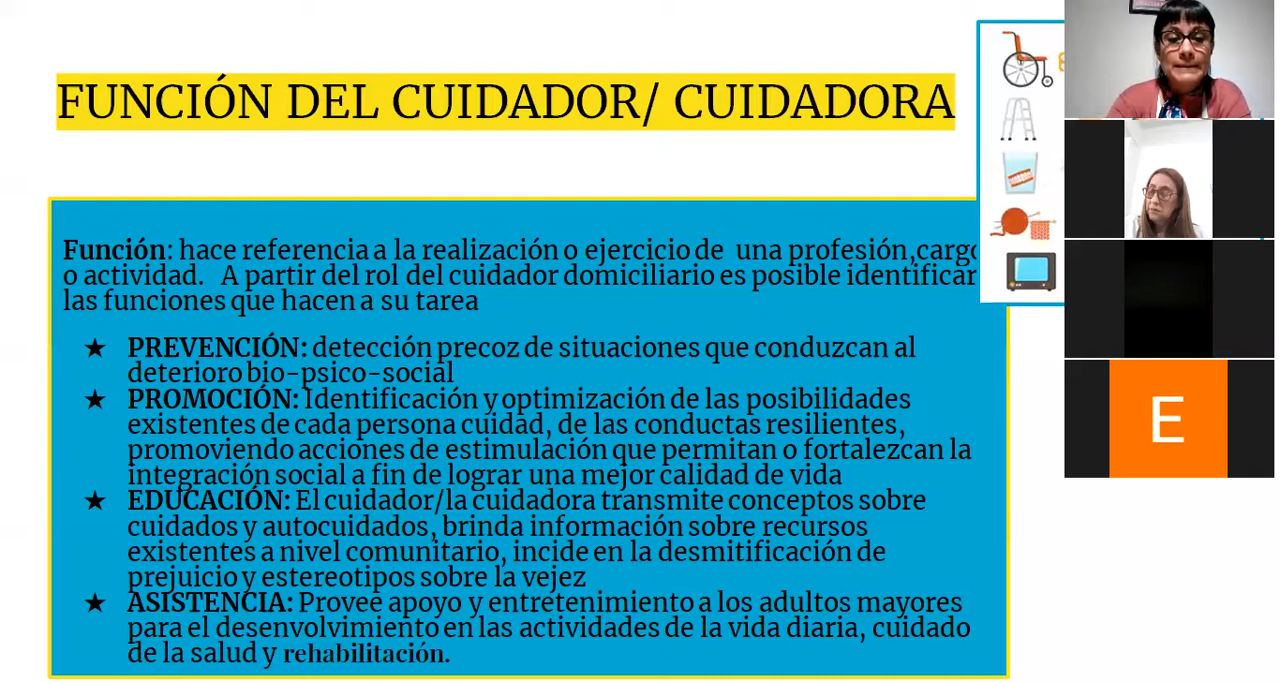 FUNCIÓN DEL CUIDADOR/ CUIDADORA
Función: hace referencia a la realización o ejercicio de una profesión,cargo
o actividad. A partir del rol del cuidador domiciliario es posible identificar
las funciones que hacen a su tarea
★ PREVENCIÓN: detección precoz de situaciones que conduzcan al
deterioro bio-psico-social
★ PROMOCIÓN: Identificación y optimización de las posibilidades
existentes de cada persona cuidad, de las conductas resilientes,
promoviendo acciones de estimulación que permitan o fortalezcan la
integración social a fin de lograr una mejor calidad de vida
★ EDUCACIÓN: El cuidador/la cuidadora transmite conceptos sobre
cuidados y autocuidados, brinda información sobre recursos
existentes a nivel comunitario, incide en la desmitificación de
prejuicio y estereotipos sobre la vejez
★ ASISTENCIA: Provee apoyo y entretenimiento a los adultos mayores
para el desenvolvimiento en las actividades de la vida diaria, cuidado
de la salud y rehabilitación.
E